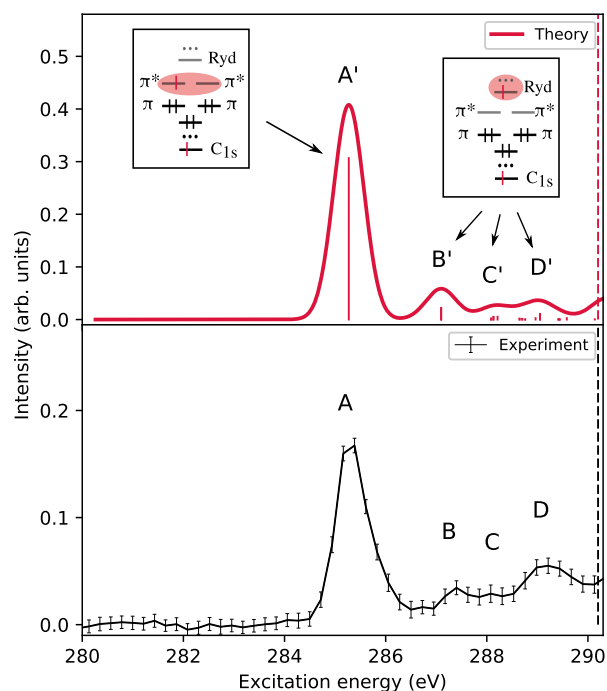 0.5
0.4
0.3
0.2
0.1
0.0
Intensity (arb. units)
Theory
A'
B'
C'
D'
... Ryd
π* π*
π π
...
C1s
... Ryd
π* π*
π π
...
C1s
Experiment
0.2
0.1
0.0
A
B
C
D
280 282 284 286 288 290
Excitation energy (eV)